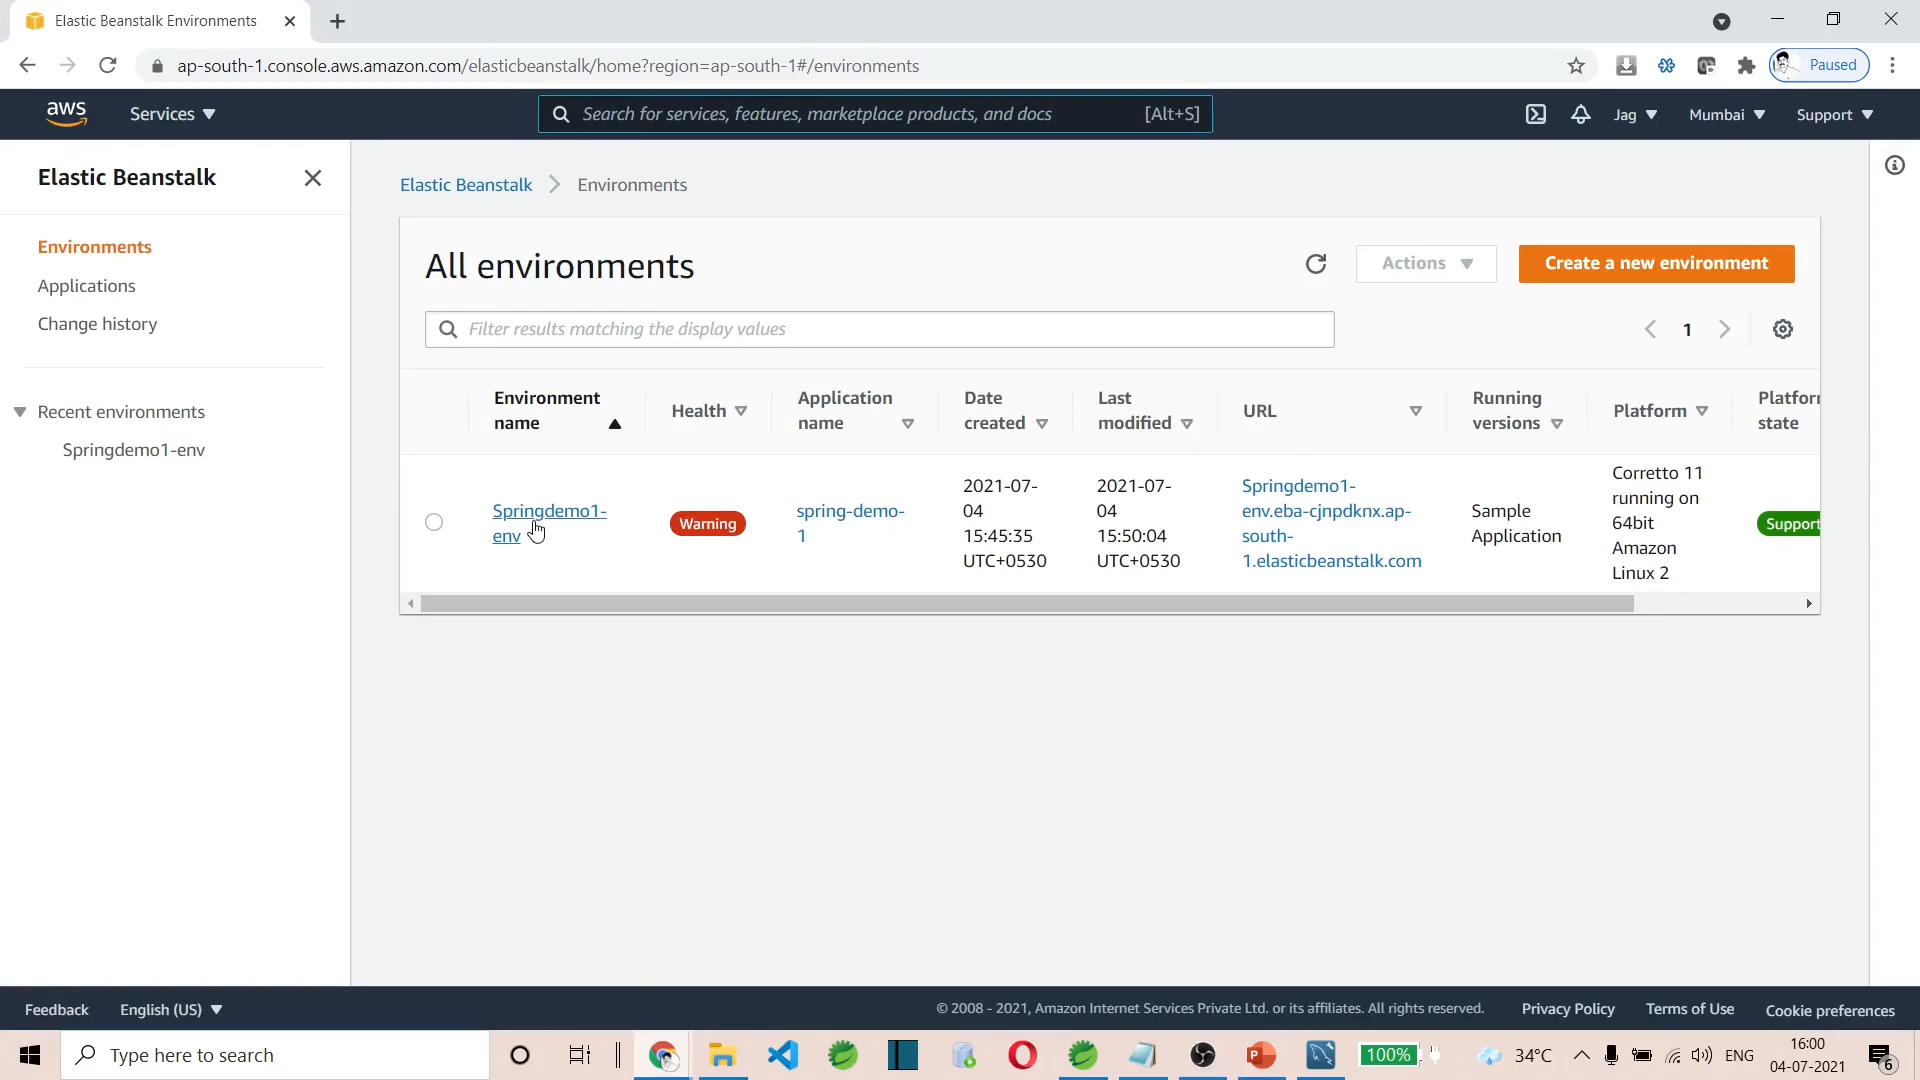 Elastic Beanstalk Environments
ap-south-1.console.aws.amazon.com/elasticbeanstalk/home?region=ap-south-1#/environments
Paused
aws
Services
Search for services, features, marketplace products, and docs
[Alt+S]
Jag
Mumbai
Support
Elastic Beanstalk
Environments
Applications
Change history
Recent environments
Springdemo1-env
Elastic Beanstalk
Environments
All environments
Actions
Create a new environment
Filter results matching the display values
1
Environment
name
Health
Application
name
Date
created
Last
modified
URL
Running
versions
Platform
Platform
state
Springdemo1-
env
Warning
spring-demo-
1
2021-07-
04
15:45:35
UTC+0530
2021-07-
04
15:50:04
UTC+0530
Springdemo1-
env.eba-cjnpdknx.ap-
south-
1.elasticbeanstalk.com
Sample
Application
Corretto 11
running on
64bit
Amazon
Linux 2
Support
Feedback
English (US)
© 2008 - 2021, Amazon Internet Services Private Ltd. or its affiliates. All rights reserved.
Privacy Policy
Terms of Use
Cookie preferences
Type here to search
100%
34°C
ENG
16:00
04-07-2021
6